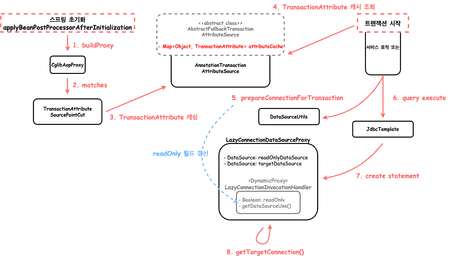 스프링 초기화
applyBeanPostProcessorAfterInitialization
1. buildProxy
CglibAopProxy
2. matches
TransactionAttribute
SourcePointCut
3. TransactionAttribute 캐싱
<<abstract class>>
AbstractFallbackTransaction
AttributeSource
Map<Object, TransactionAttribute> attributeCache
AnnotationTransaction
AttributeSource
4. TransactionAttribute 캐시 조회
트랜잭션 시작
서비스 로직 또는
5. prepareConnectionForTransaction
DataSourceUtils
6. query execute
JdbcTemplate
7. create statement
readOnly 필드 갱신
LazyConnectionDataSourceProxy
- DataSource: readOnlyDataSource
- DataSource: targetDataSource
<DynamicProxy>
LazyConnectionInvocationHandler
- Boolean: readOnly
- getDataSourceUse()
8. getTargetConnection()